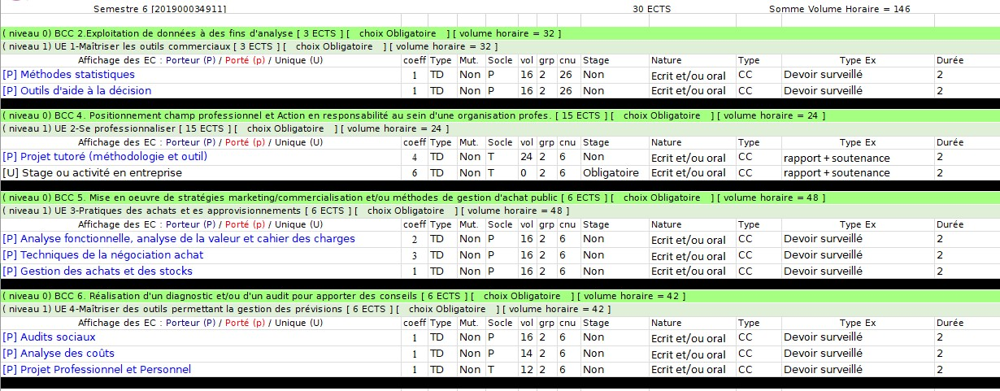 Semestre 6 [201900034911] 30 ECTS Somme Volume Horaire = 146
( niveau 0) BCC 2.Exploitation de données à des fins d'analyse [ 3 ECTS ] [ choix Obligatoire ] [ volume horaire = 32 ]
( niveau 1) UE 1-Maîtriser les outils commerciaux [ 3 ECTS ] [ choix Obligatoire ] [ volume horaire = 32 ]
Affichage des EC : Porteur (P) / Porté (p) / Unique (U) coeff Type Mut. Socle vol grp cnu Stage Nature Type Type Ex Durée
[P] Méthodes statistiques 1 TD Non P 16 2 26 Non Ecrit et/ou oral CC Devoir surveillé 2
[P] Outils d'aide à la décision 1 TD Non P 16 2 26 Non Ecrit et/ou oral CC Devoir surveillé 2
( niveau 0) BCC 4. Positionnement champ professionnel et Action en responsabilité au sein d'une organisation profes. [ 15 ECTS ] [ choix Obligatoire ] [ volume horaire = 24 ]
( niveau 1) UE 2-Se professionnaliser [ 15 ECTS ] [ choix Obligatoire ] [ volume horaire = 24 ]
Affichage des EC : Porteur (P) / Porté (p) / Unique (U) coeff Type Mut. Socle vol grp cnu Stage Nature Type Type Ex Durée
[P] Projet tutoré (méthodologie et outil) 4 TD Non T 24 2 6 Non Ecrit et/ou oral CC rapport + soutenance 2
[U] Stage ou activité en entreprise 6 TD Non T 0 2 6 Obligatoire Ecrit et/ou oral CC rapport + soutenance 2
( niveau 0) BCC 5. Mise en oeuvre de stratégies marketing/commercialisation et/ou méthodes de gestion d'achat public [ 6 ECTS ] [ choix Obligatoire ] [ volume horaire = 48 ]
( niveau 1) UE 3-Pratiques des achats et es approvisionnements [ 6 ECTS ] [ choix Obligatoire ] [ volume horaire = 48 ]
Affichage des EC : Porteur (P) / Porté (p) / Unique (U) coeff Type Mut. Socle vol grp cnu Stage Nature Type Type Ex Durée
[P] Analyse fonctionnelle, analyse de la valeur et cahier des charges 2 TD Non P 16 2 6 Non Ecrit et/ou oral CC Devoir surveillé 2
[P] Techniques de la négociation achat 3 TD Non P 16 2 6 Non Ecrit et/ou oral CC Devoir surveillé 2
[P] Gestion des achats et des stocks 1 TD Non P 16 2 6 Non Ecrit et/ou oral CC Devoir surveillé 2
( niveau 0) BCC 6. Réalisation d'un diagnostic et/ou d'un audit pour apporter des conseils [ 6 ECTS ] [ choix Obligatoire ] [ volume horaire = 42 ]
( niveau 1) UE 4-Maîtriser des outils permettant la gestion des prévisions [ 6 ECTS ] [ choix Obligatoire ] [ volume horaire = 42 ]
Affichage des EC : Porteur (P) / Porté (p) / Unique (U) coeff Type Mut. Socle vol grp cnu Stage Nature Type Type Ex Durée
[P] Audits sociaux 1 TD Non P 16 2 6 Non Ecrit et/ou oral CC Devoir surveillé 2
[P] Analyse des coûts 1 TD Non P 14 2 6 Non Ecrit et/ou oral CC Devoir surveillé 2
[P] Projet Professionnel et Personnel 1 TD Non T 12 2 6 Non Ecrit et/ou oral CC Devoir surveillé 2